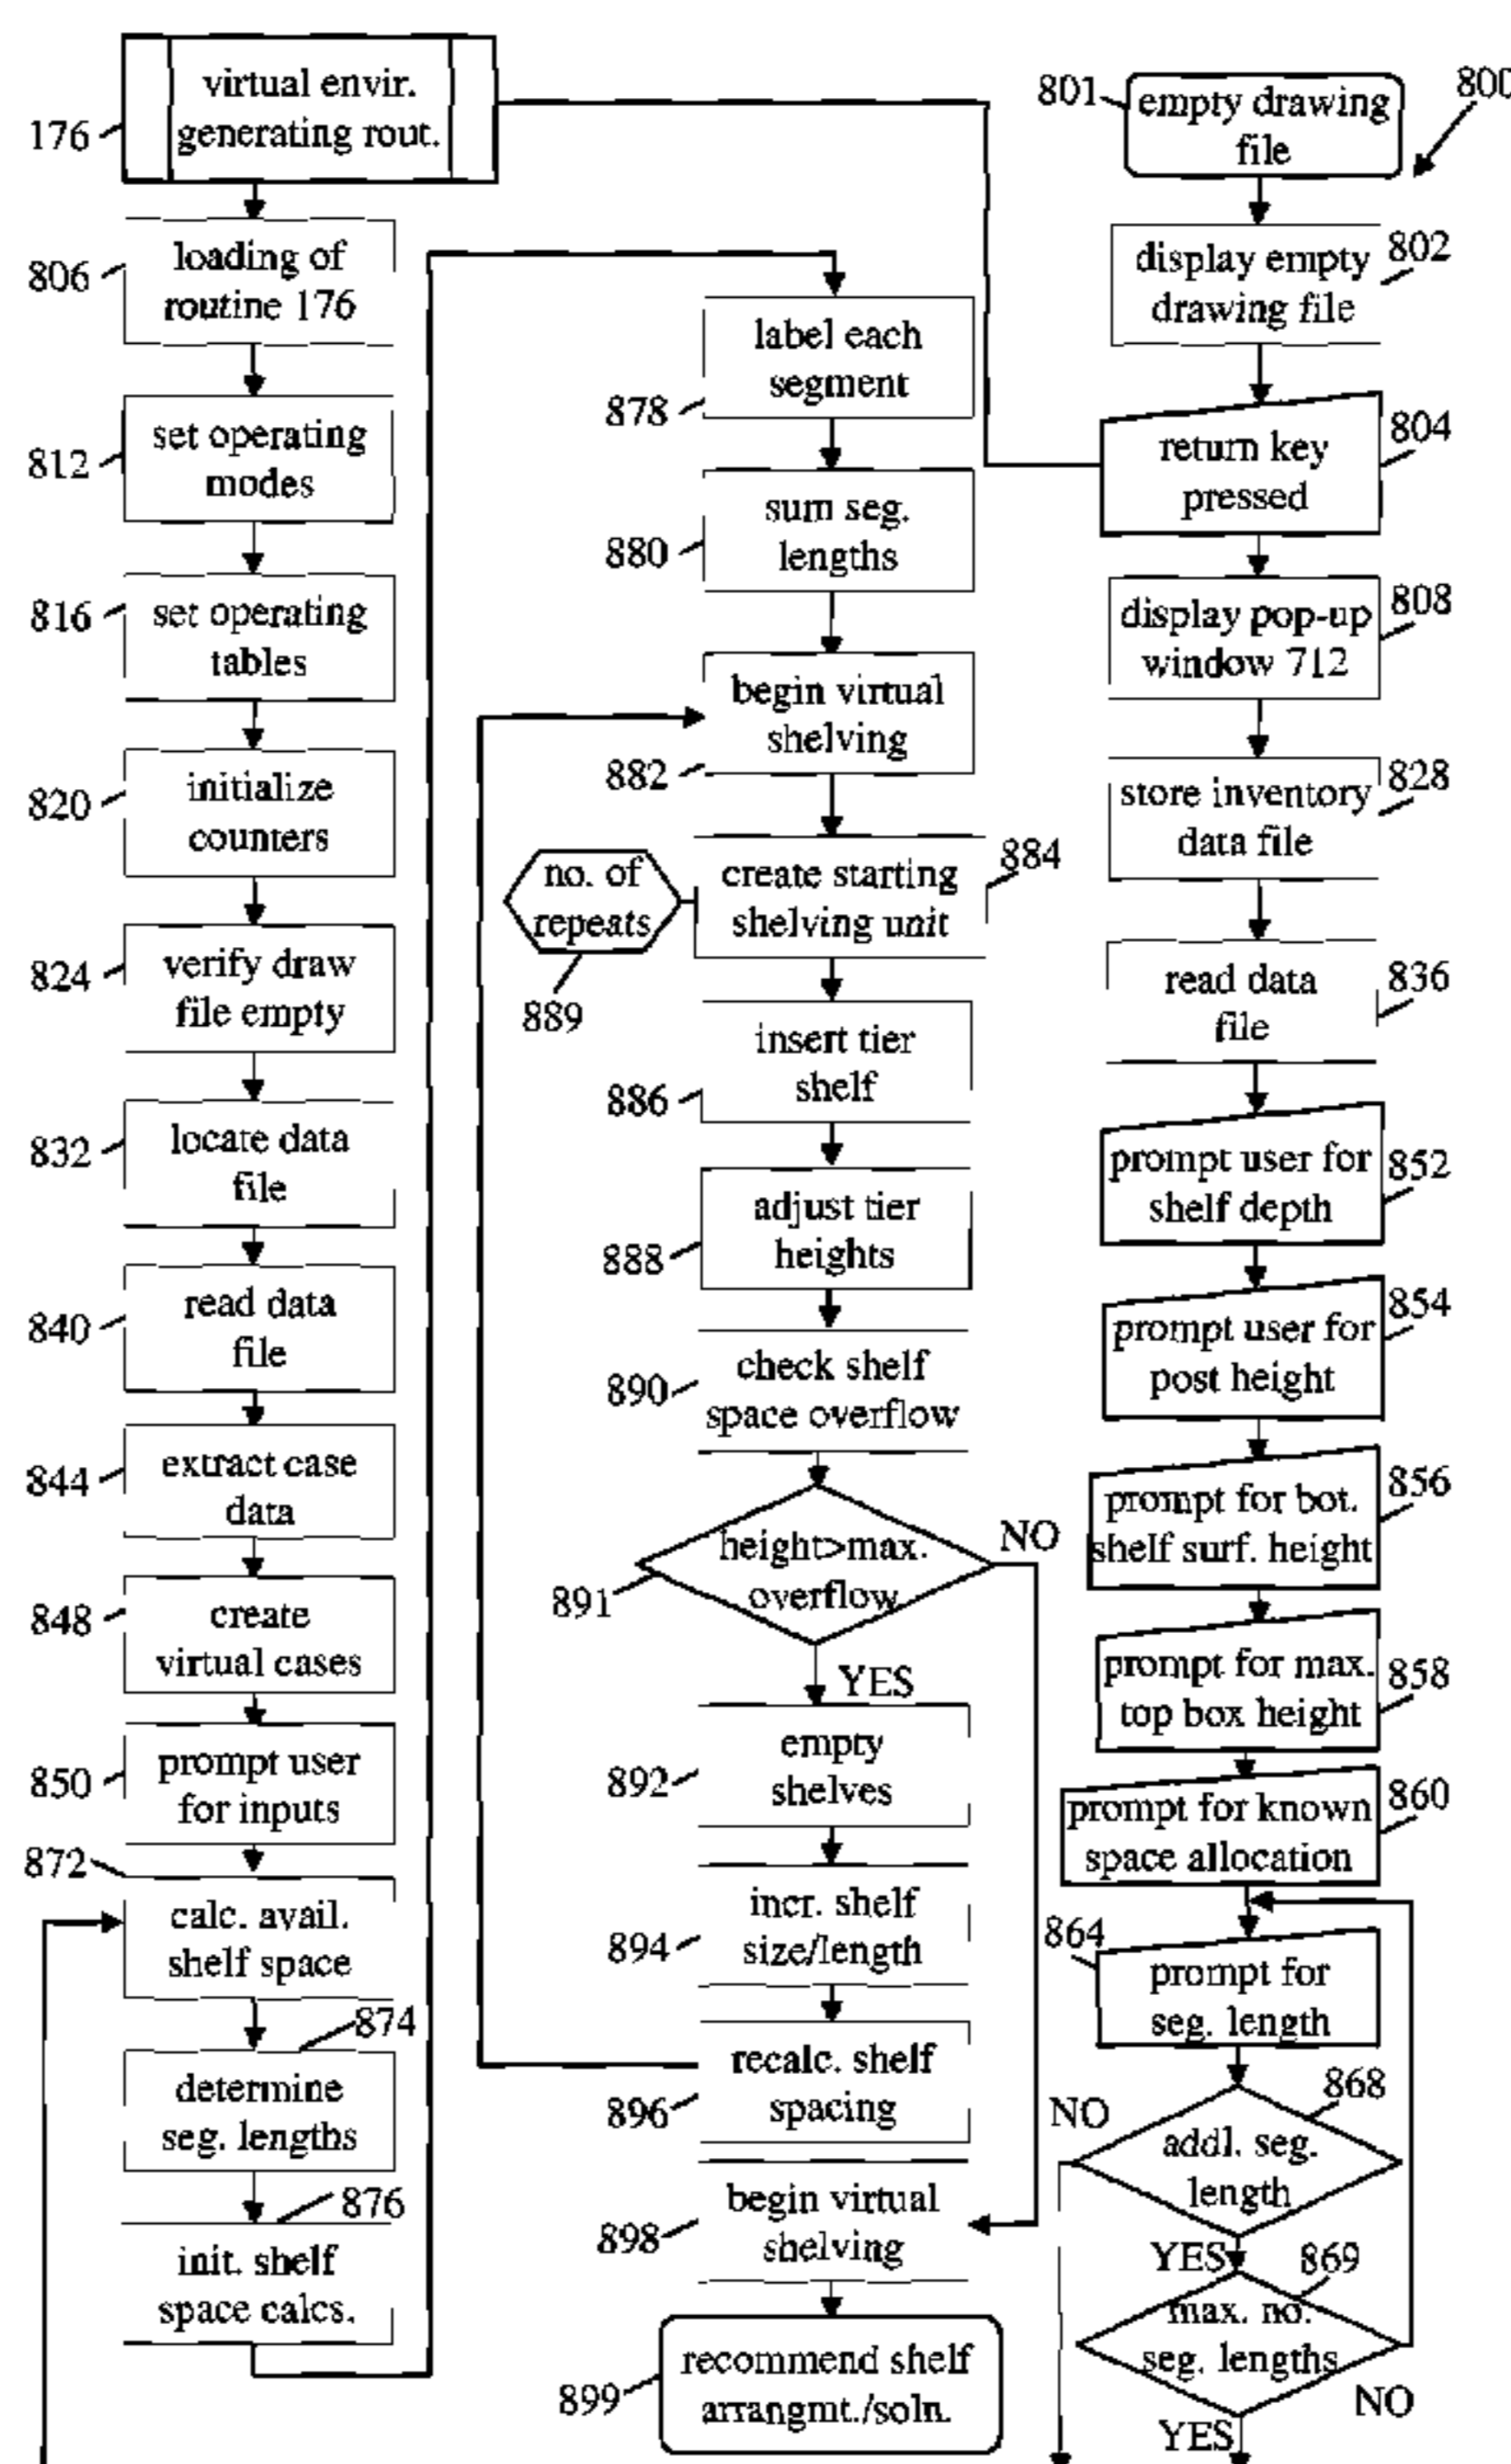 virtual envir.
generating rout.
176
loading of
routine 176
806
set operating
modes
812
set operating
tables
816
initialize
counters
820
verify draw
file empty
824
locate data
file
832
read data
file
840
extract case
data
844
create
virtual cases
848
prompt user
for inputs
850
872
calc. avail.
shelf space
874
determine
seg. lengths
876
init. shelf
space calcs.
label each
segment
878
sum seg.
lengths
880
begin virtual
shelving
882
no. of
repeats
889
create starting
shelving unit
884
insert tier
shelf
886
adjust tier
heights
888
check shelf
space overflow
890
height>max.
overflow
891
NO
YES
empty
shelves
892
incr. shelf
size/length
894
recalc. shelf
spacing
896
begin virtual
shelving
898
recommend shelf
arrangmt./soln.
899
800
801
empty drawing
file
display empty
drawing file
802
return key
pressed
804
display pop-up
window 712
808
store inventory
data file
828
read data
file
836
prompt user for
shelf depth
852
prompt user for
post height
854
prompt for bot.
shelf surf. height
856
prompt for max.
top box height
858
prompt for known
space allocation
860
864
prompt for
seg. length
868
NO
addl. seg.
length
YES
869
max. no.
seg. lengths
NO
YES